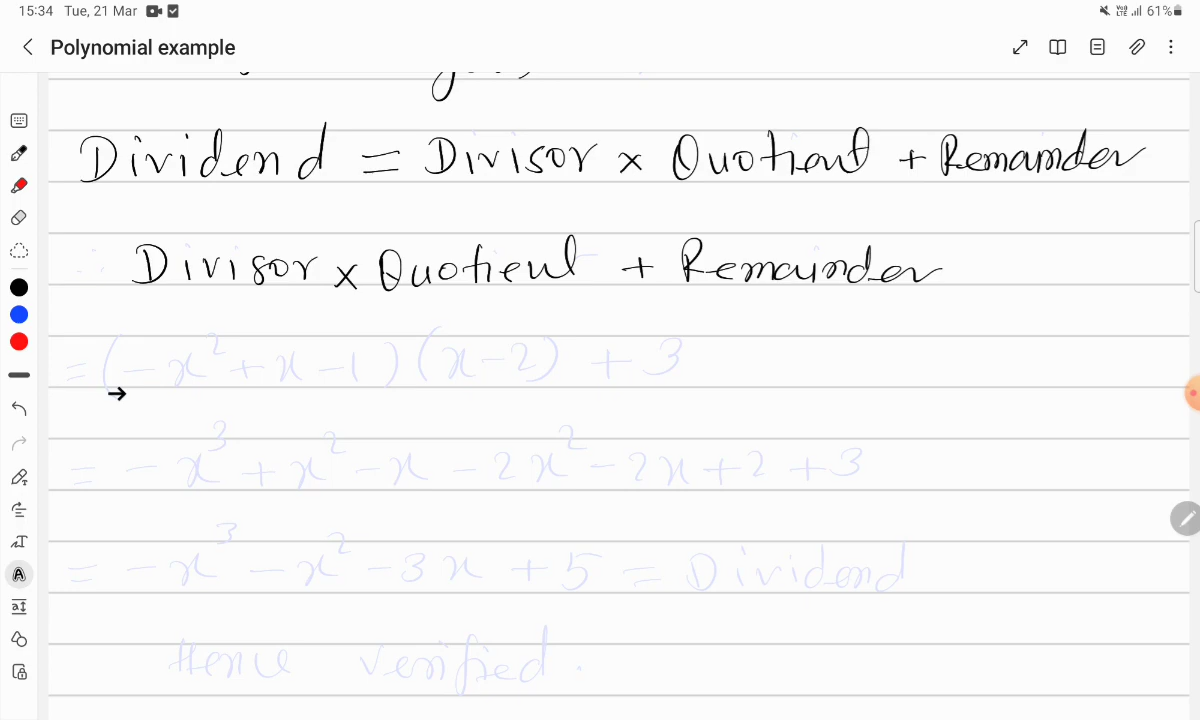 15:34 Tue, 21 Mar 61%
Polynomial example
Dividend = Divisor × Quotient + Remainder
Divisor × Quotient + Remainder
= (-x² + x - 1) (x - 2) + 3
= - x³ + x² - x - 2x² - 2x + 2 + 3
= - x³ - x² - 3x + 5 = Dividend
Hence verified.